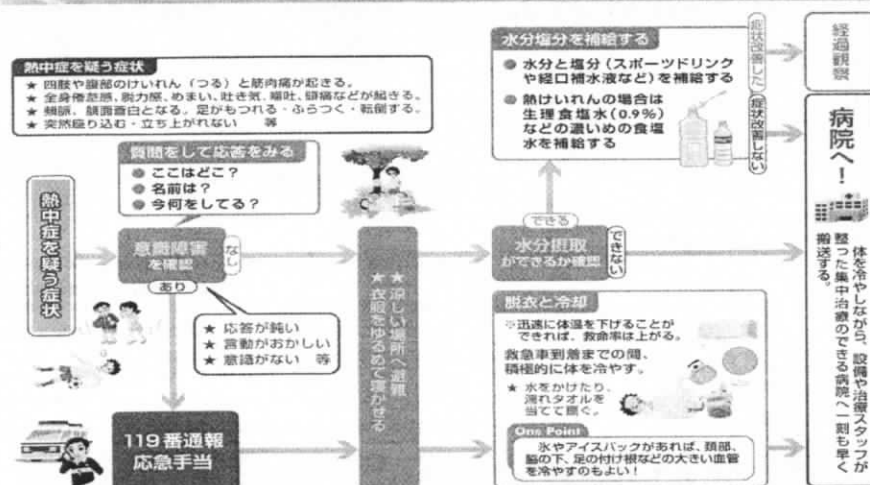 熱中症を疑う症状
★ 四肢や腹部のけいれん（つる）と筋肉痛が起きる。
★ 全身倦怠感、脱力感、めまい、吐き気、嘔吐、頭痛などが起きる。
★ 頻脈、顔面蒼白となる。足がもつれる・ふらつく・転倒する。
★ 突然座り込む・立ち上がれない　等
質問をして応答をみる
● ここはどこ？
● 名前は？
● 今何をしてる？
熱中症を疑う症状
意識障害
を確認
なし
あり
★ 応答が鈍い
★ 言動がおかしい
★ 意識がない　等
119番通報
応急手当
★ 涼しい場所へ避難
★ 衣服をゆるめて寝かせる
水分摂取
ができるか確認
できる
できない
水分塩分を補給する
● 水分と塩分（スポーツドリンク
や経口補水液など）を補給する
● 熱けいれんの場合は
生理食塩水（0.9％）
などの濃いめの食塩
水を補給する
症状改善した
症状改善しない
経過観察
脱衣と冷却
※迅速に体温を下げることが
できれば、救命率は上がる。
救急車到着までの間、
積極的に体を冷やす。
★ 水をかけたり、
濡れタオルを
当てて扇ぐ。
One Point
氷やアイスパックがあれば、頚部、
脇の下、足の付け根などの大きい血管
を冷やすのもよい！
病院へ！
体を冷やしながら、設備や治療スタッフが
整った集中治療のできる病院へ一刻も早く
搬送する。